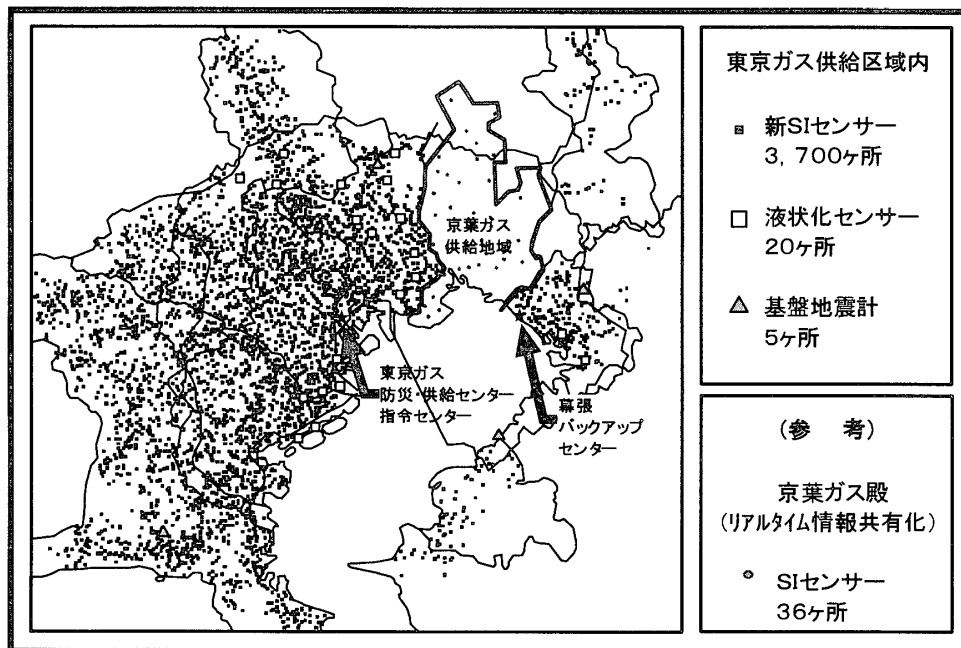 京葉ガス
供給地域
東京ガス
防災・供給センター
指令センター
幕張
バックアップ
センター
東京ガス供給区域内
新SIセンサー
3,700ヶ所
液状化センサー
20ヶ所
基盤地震計
5ヶ所
(参 考)
京葉ガス殿
(リアルタイム情報共有化)
SIセンサー
36ヶ所